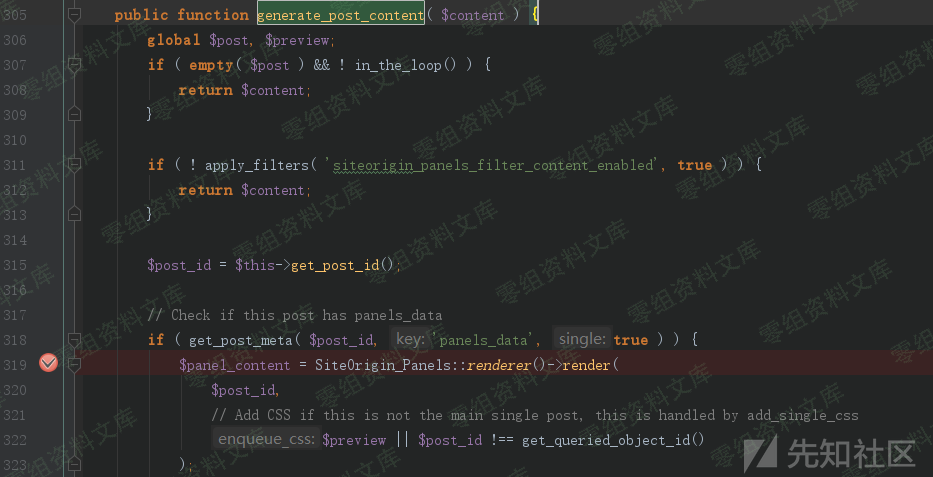 305 public function generate_post_content( $content ) {
306 global $post, $preview;
307 if ( empty( $post ) && ! in_the_loop() ) {
308 return $content;
309 }
310
311 if ( ! apply_filters( 'siteorigin_panels_filter_content_enabled', true ) ) {
312 return $content;
313 }
314
315 $post_id = $this->get_post_id();
316
317 // Check if this post has panels_data
318 if ( get_post_meta( $post_id, key: 'panels_data', single: true ) ) {
319 $panel_content = SiteOrigin_Panels::renderer()->render(
320 $post_id,
321 // Add CSS if this is not the main single post, this is handled by add_single_css
322 enqueue_css: $preview || $post_id !== get_queried_object_id()
323 );
零组资料文库
先知社区